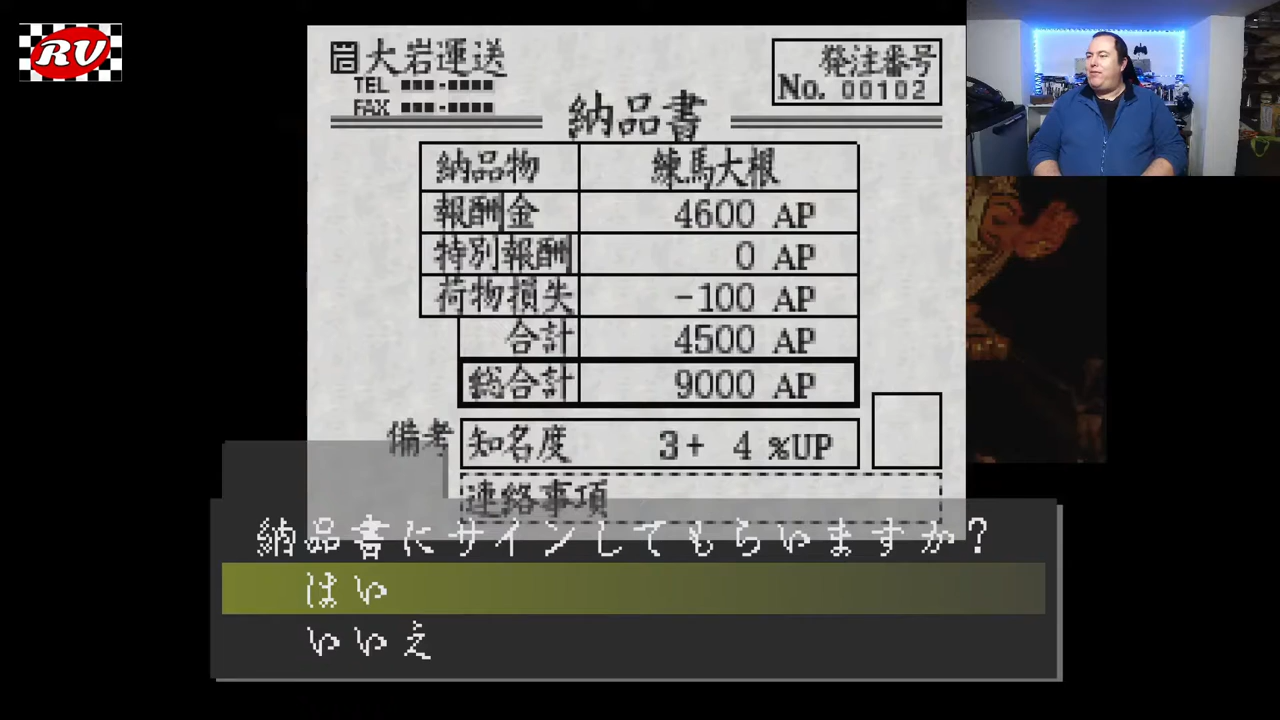 RV
大岩運送
TEL ■■■-■■■■
FAX ■■■-■■■■
発注番号
No. 00102
納品書
納品物 練馬大根
報酬金 4600 AP
特別報酬 0 AP
荷物損失 -100 AP
合計 4500 AP
総合計 9000 AP
備考 知名度 3+ 4 %UP
連絡事項
納品書にサインしてもらいますか?
はい
いいえ